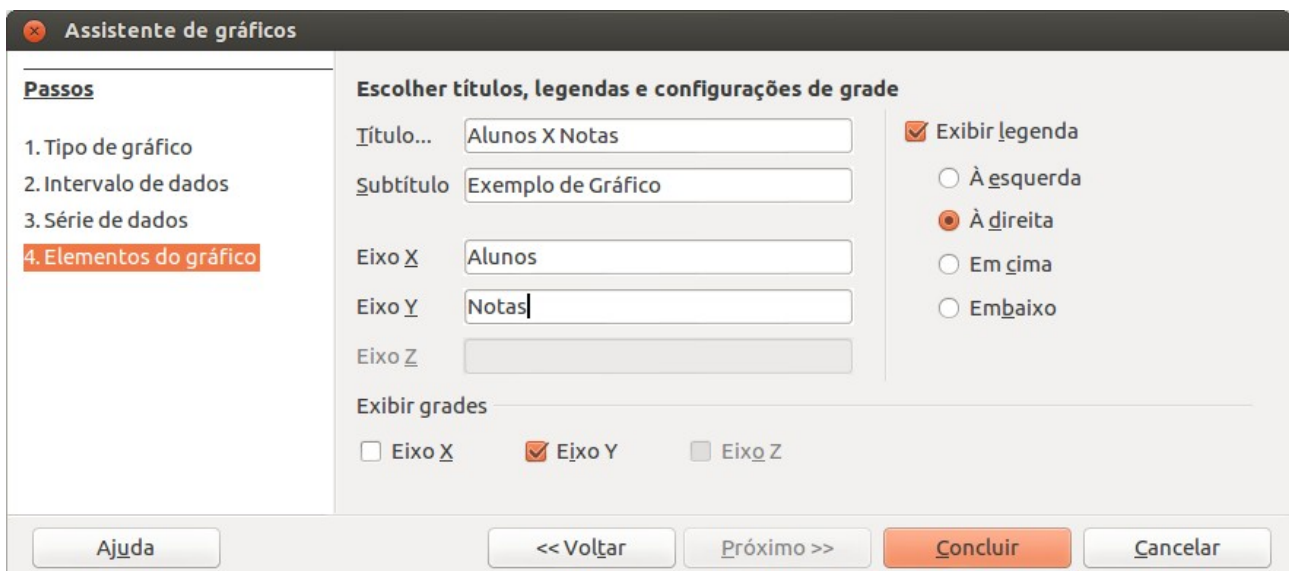 Assistente de gráficos
Passos
1. Tipo de gráfico
2. Intervalo de dados
3. Série de dados
4. Elementos do gráfico
Escolher títulos, legendas e configurações de grade
Título... Alunos X Notas
Subtítulo Exemplo de Gráfico
Eixo X Alunos
Eixo Y Notas
Eixo Z
Exibir legenda
À esquerda
À direita
Em cima
Embaixo
Exibir grades
Eixo X Eixo Y Eixo Z
Ajuda << Voltar Próximo >> Concluir Cancelar